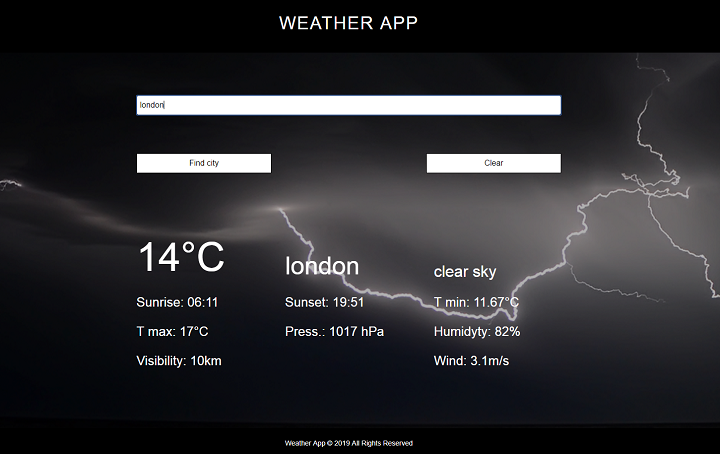 WEATHER APP
london
Find city
Clear
14°C
london
clear sky
Sunrise: 06:11
Sunset: 19:51
T min: 11.67°C
T max: 17°C
Press.: 1017 hPa
Humidyty: 82%
Visibility: 10km
Wind: 3.1m/s
Weather App © 2019 All Rights Reserved